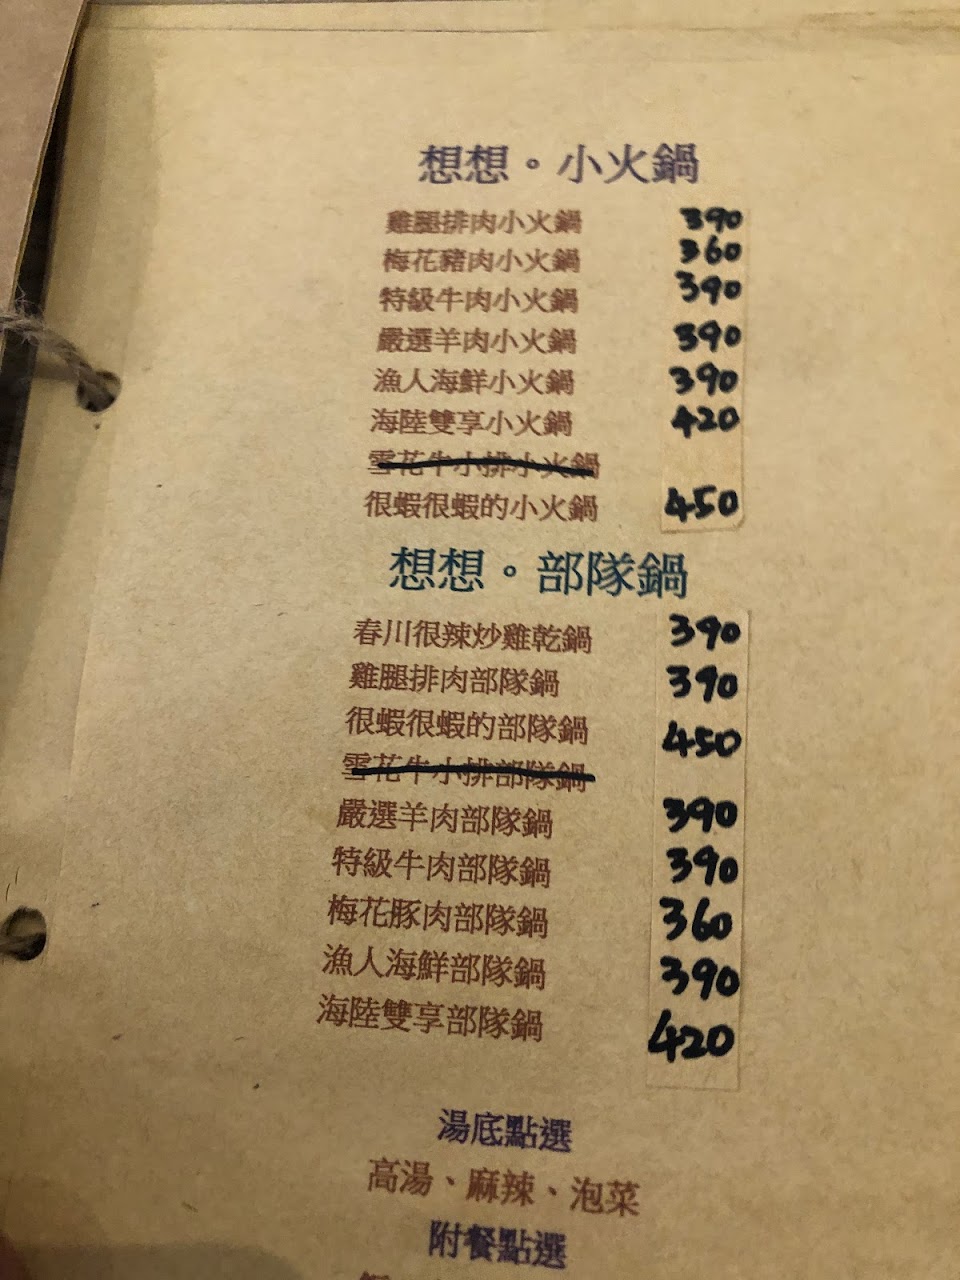 想想。小火鍋
雞腿排肉小火鍋 390
梅花豬肉小火鍋 360
特級牛肉小火鍋 390
嚴選羊肉小火鍋 390
漁人海鮮小火鍋 390
海陸雙享小火鍋 420
雪花牛小排小火鍋
很蝦很蝦的小火鍋 450
想想。部隊鍋
春川很辣炒雞乾鍋 390
雞腿排肉部隊鍋 390
很蝦很蝦的部隊鍋 450
雪花牛小排部隊鍋
嚴選羊肉部隊鍋 390
特級牛肉部隊鍋 390
梅花豚肉部隊鍋 360
漁人海鮮部隊鍋 390
海陸雙享部隊鍋 420
湯底點選
高湯、麻辣、泡菜
附餐點選